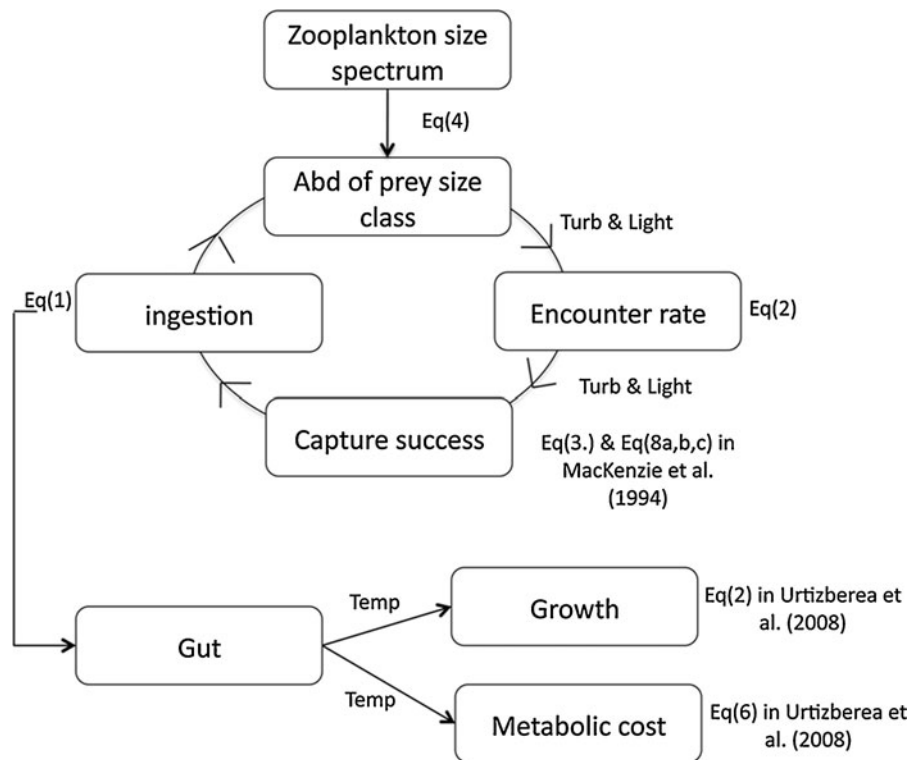 Zooplankton size
spectrum
Eq(4)
Abd of prey size
class
Turb & Light
Eq(1)
ingestion
Encounter rate
Eq(2)
Turb & Light
Capture success
Eq(3.) & Eq(8a,b,c) in
MacKenzie et al.
(1994)
Temp
Growth
Eq(2) in Urtizberea et
al. (2008)
Gut
Temp
Metabolic cost
Eq(6) in Urtizberea et
al. (2008)